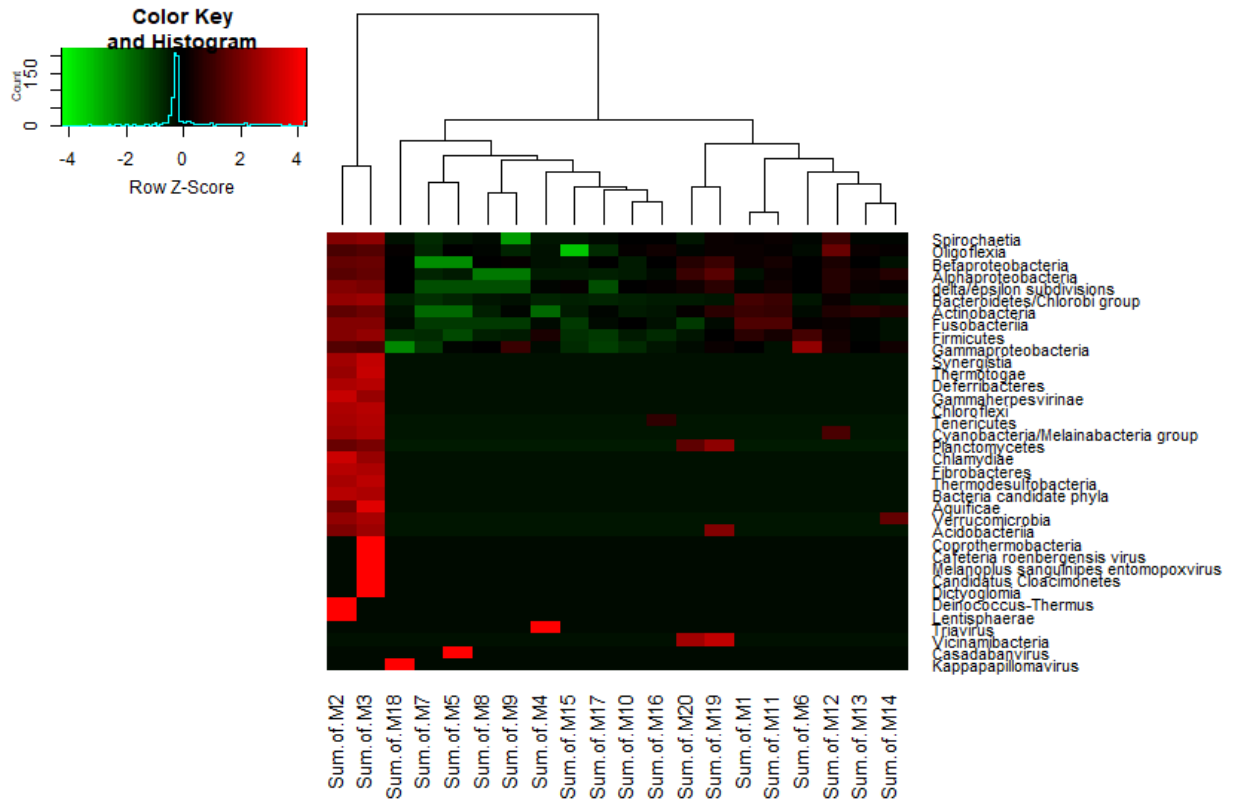 Color Key
and Histogram
Count
0
150
-4
-2
0
2
4
Row Z-Score
Spirochaetia
Oligoflexia
Betaproteobacteria
Alphaproteobacteria
delta/epsilon subdivisions
Bacteroidetes/Chlorobi group
Actinobacteria
Fusobacteriia
Firmicutes
Gammaproteobacteria
Synergistia
Thermotogae
Deferribacteres
Gammaherpesvirinae
Chloroflexi
Tenericutes
Cyanobacteria/Melainabacteria group
Planctomycetes
Chlamydiae
Fibrobacteres
Thermodesulfobacteria
Bacteria candidate phyla
Aquificae
Verrucomicrobia
Acidobacteriia
Coprothermobacteria
Cafeteria roenbergensis virus
Melanoplus sanguinipes entomopoxvirus
Candidatus Cloacimonetes
Dictyoglomia
Deinococcus-Thermus
Lentisphaerae
Triavirus
Vicinamibacteria
Casadabanvirus
Kappapapillomavirus
Sum.of.M2
Sum.of.M3
Sum.of.M18
Sum.of.M7
Sum.of.M5
Sum.of.M8
Sum.of.M9
Sum.of.M4
Sum.of.M15
Sum.of.M17
Sum.of.M10
Sum.of.M16
Sum.of.M20
Sum.of.M19
Sum.of.M1
Sum.of.M11
Sum.of.M6
Sum.of.M12
Sum.of.M13
Sum.of.M14